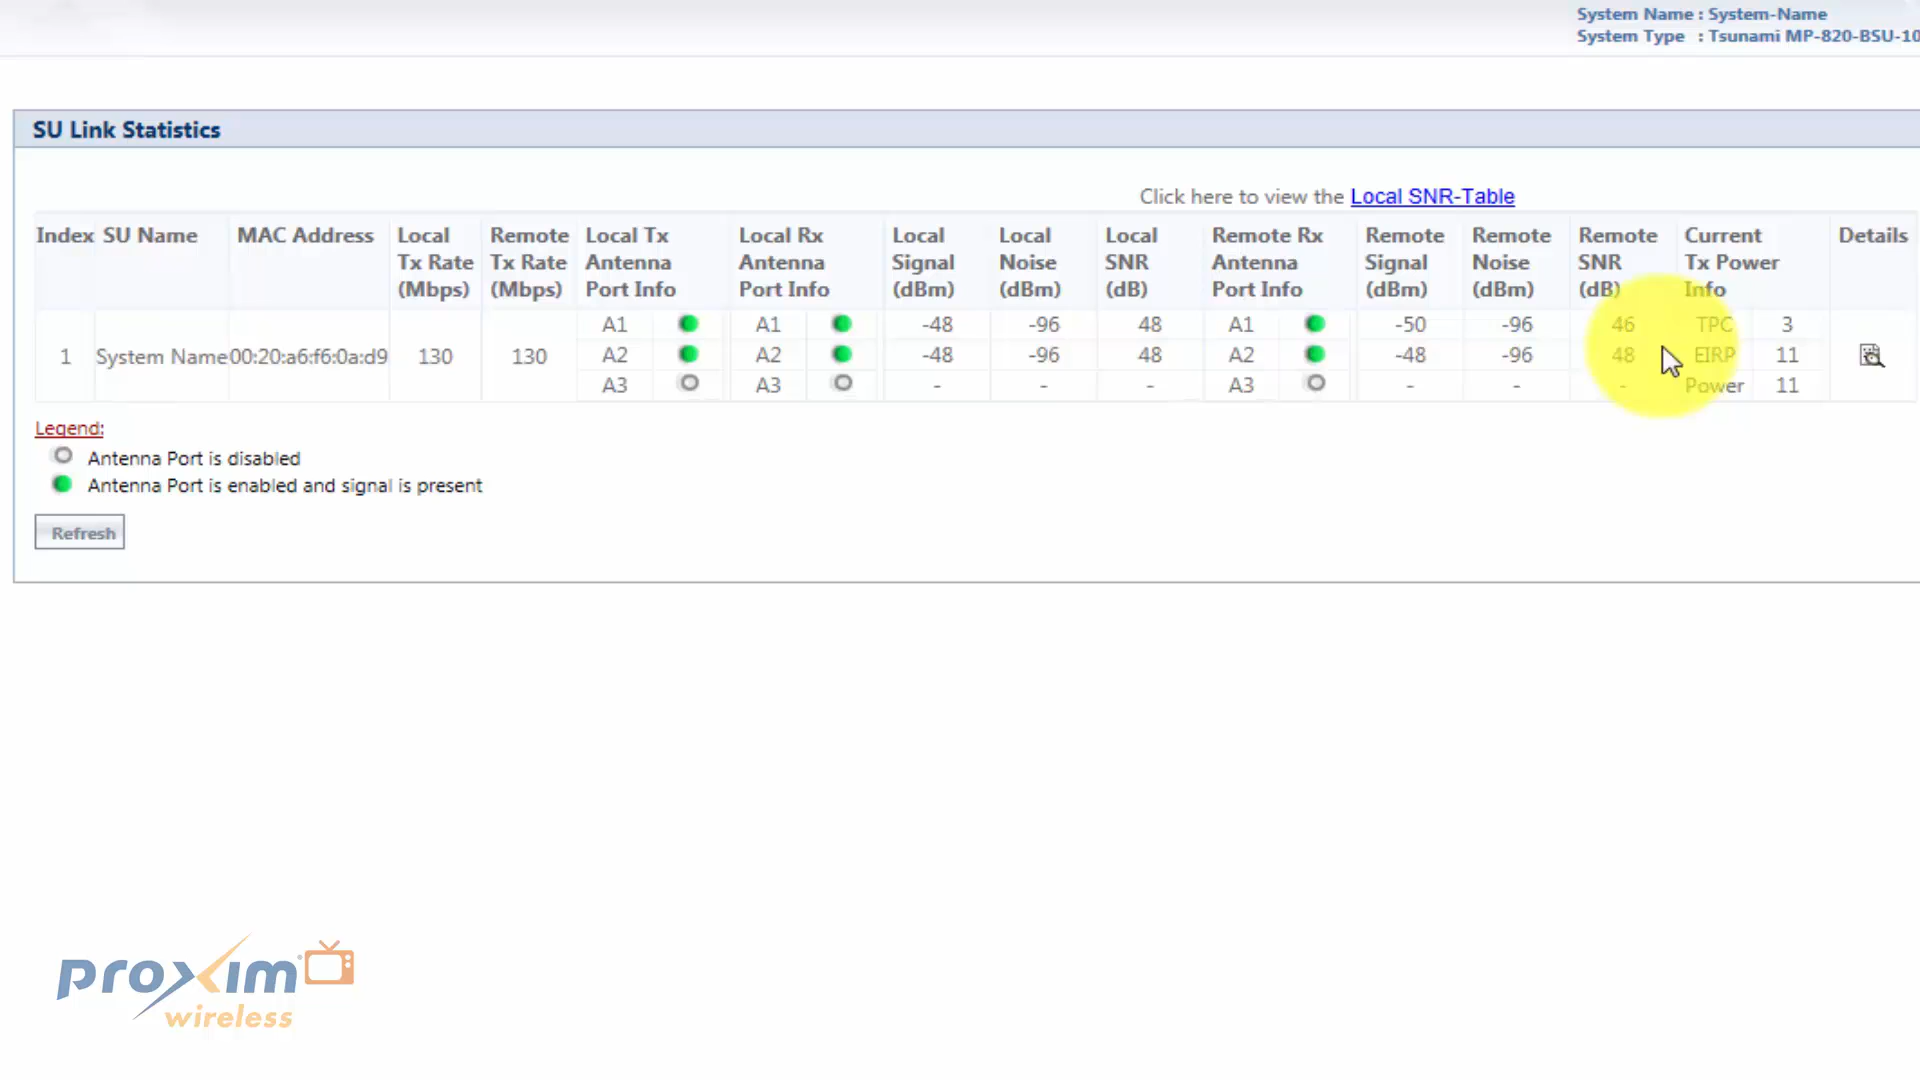 System Name : System-Name
System Type : Tsunami MP-820-BSU-10
SU Link Statistics
Click here to view the Local SNR-Table
Index SU Name MAC Address Local Tx Rate (Mbps) Remote Tx Rate (Mbps) Local Tx Antenna Port Info Local Rx Antenna Port Info Local Signal (dBm) Local Noise (dBm) Local SNR (dB) Remote Rx Antenna Port Info Remote Signal (dBm) Remote Noise (dBm) Remote SNR (dB) Current Tx Power Info Details
A1 A1 -48 -96 48 A1 -50 -96 46 TPC 3
1 System Name 00:20:a6:f6:0a:d9 130 130 A2 A2 -48 -96 48 A2 -48 -96 48 EIRP 11
A3 A3 - - - A3 - - - Power 11
Legend:
Antenna Port is disabled
Antenna Port is enabled and signal is present
Refresh
proxim
wireless